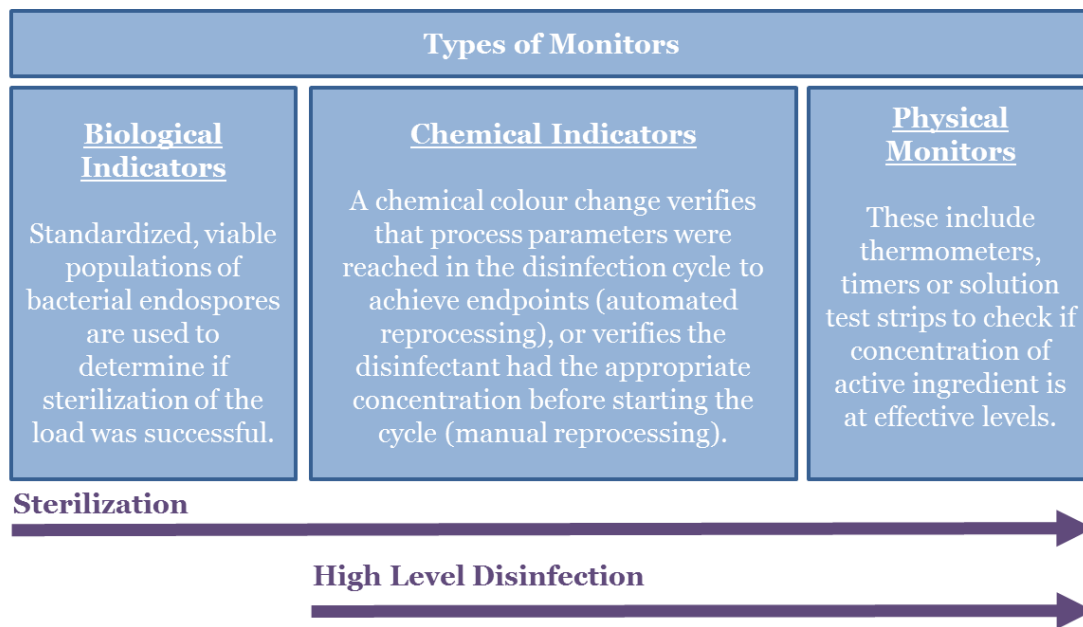 Types of Monitors
Biological
Indicators
Standardized, viable
populations of
bacterial endospores
are used to
determine if
sterilization of the
load was successful.
Chemical Indicators
A chemical colour change verifies
that process parameters were
reached in the disinfection cycle to
achieve endpoints (automated
reprocessing), or verifies the
disinfectant had the appropriate
concentration before starting the
cycle (manual reprocessing).
Physical
Monitors
These include
thermometers,
timers or solution
test strips to check if
concentration of
active ingredient is
at effective levels.
Sterilization
High Level Disinfection